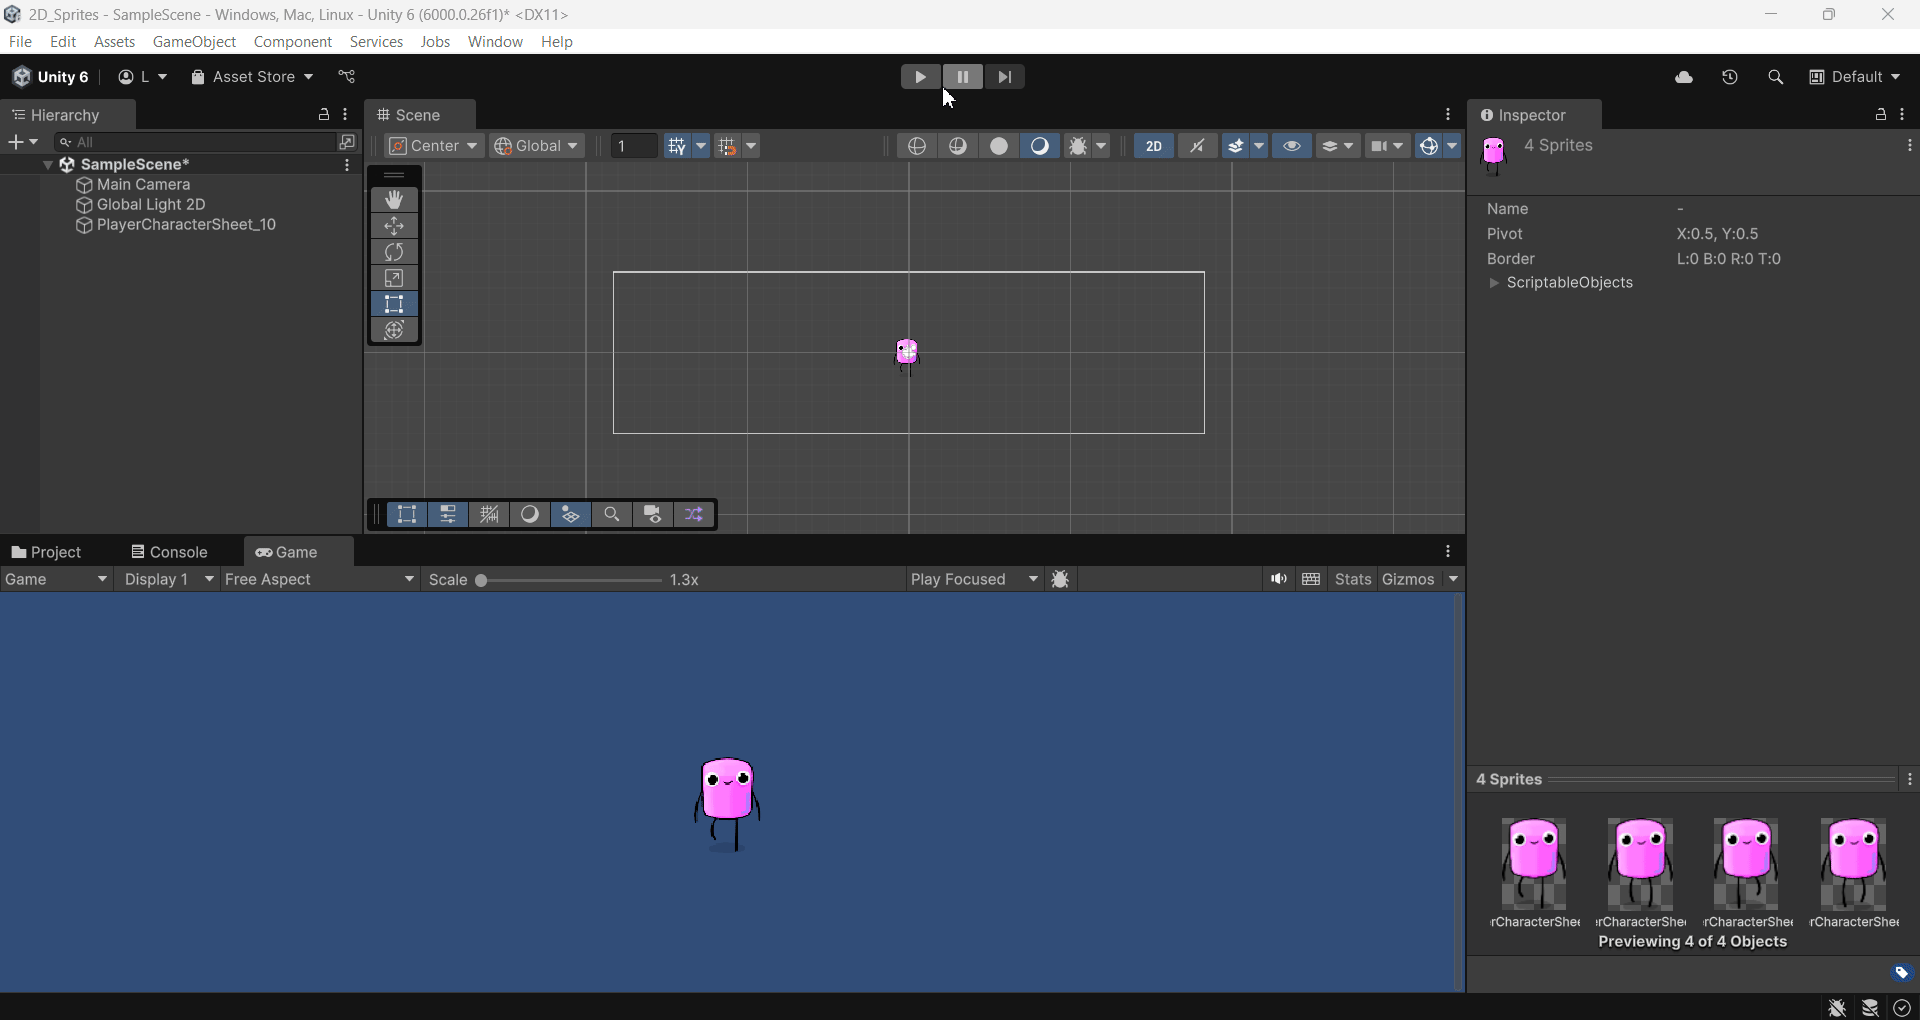 2D_Sprites - SampleScene - Windows, Mac, Linux - Unity 6 (6000.0.26f1)* <DX11>
File Edit Assets GameObject Component Services Jobs Window Help
Unity 6 L Asset Store Default
Hierarchy
All
SampleScene*
Main Camera
Global Light 2D
PlayerCharacterSheet_10
Scene
Center Global 1 2D
Inspector
4 Sprites
Name -
Pivot X:0.5, Y:0.5
Border L:0 B:0 R:0 T:0
ScriptableObjects
Project Console Game
Game Display 1 Free Aspect Scale 1.3x Play Focused Stats Gizmos
4 Sprites
rCharacterShee rCharacterShee rCharacterShee rCharacterShee
Previewing 4 of 4 Objects